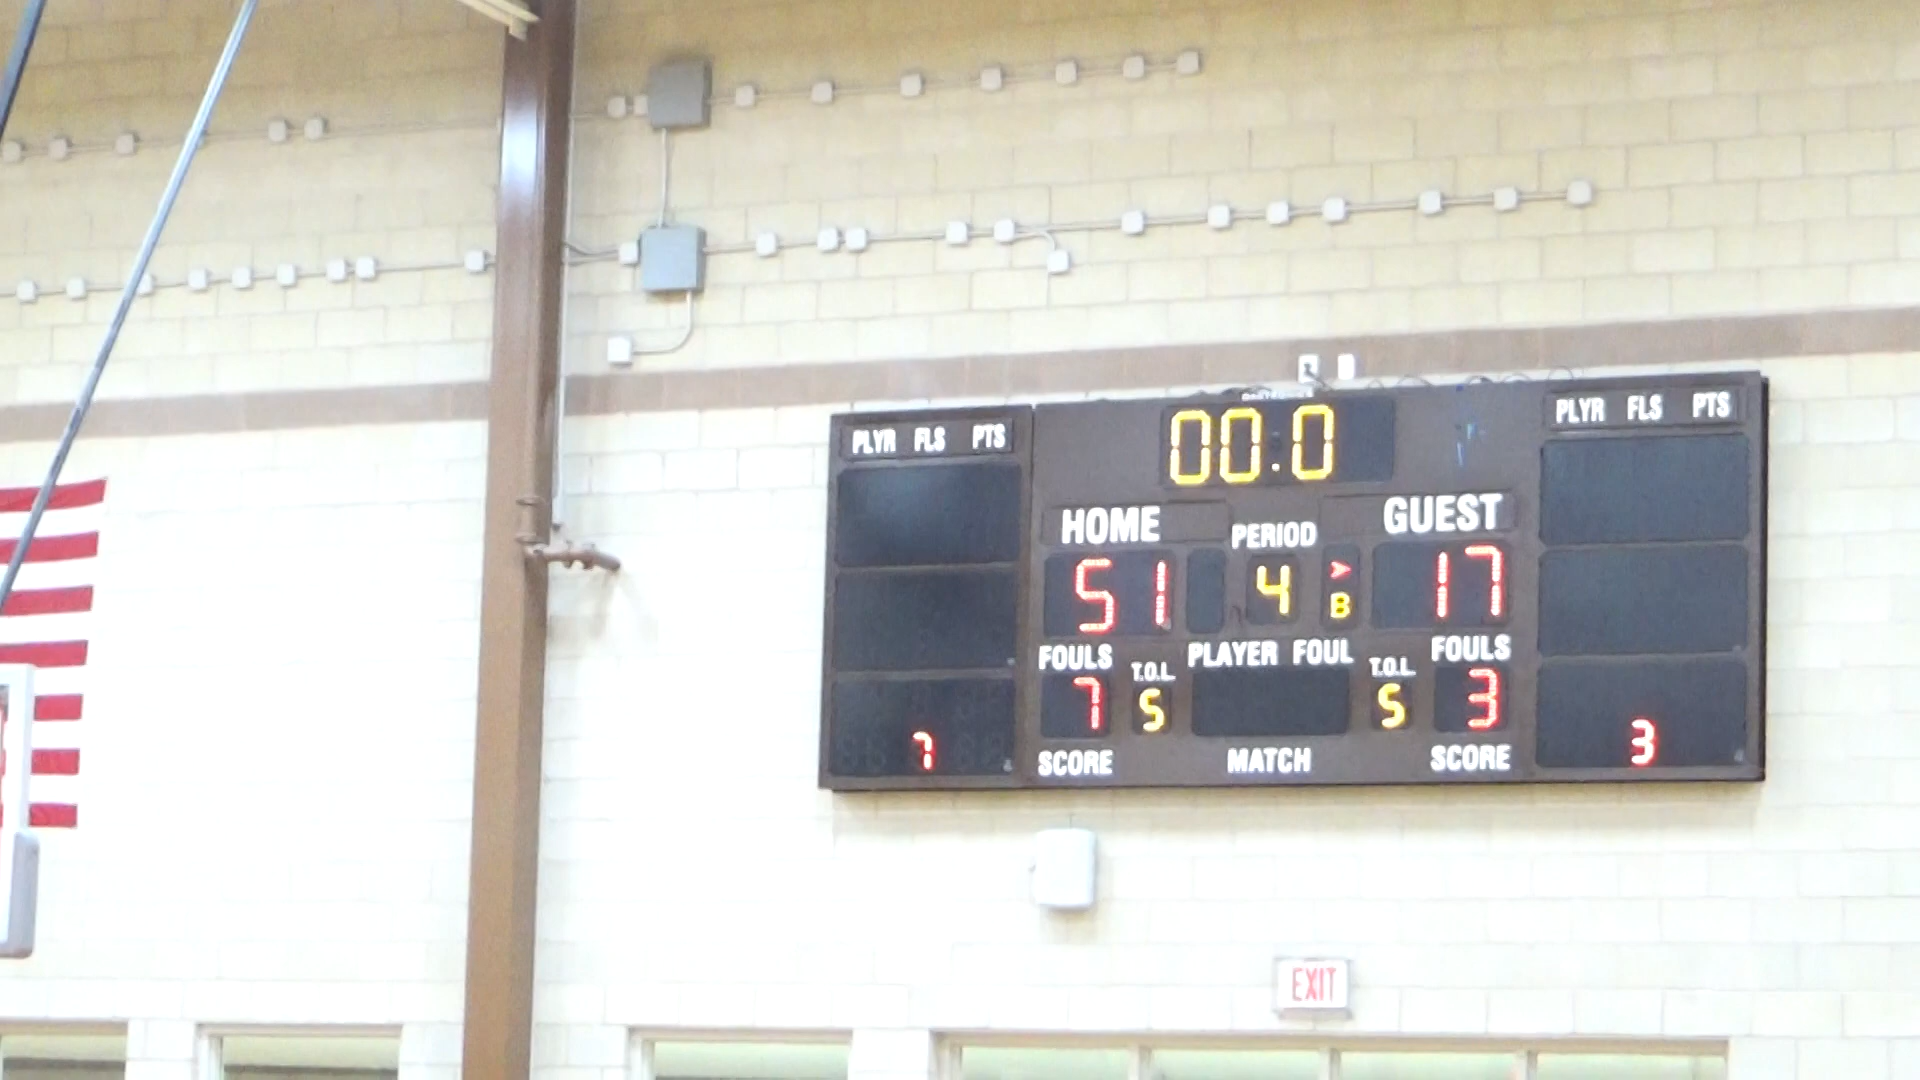 PLYR FLS PTS
00.0
PLYR FLS PTS
HOME
PERIOD
GUEST
51
4
B
17
FOULS
T.O.L.
PLAYER FOUL
T.O.L.
FOULS
7
5
5
3
7
SCORE
MATCH
SCORE
3
EXIT